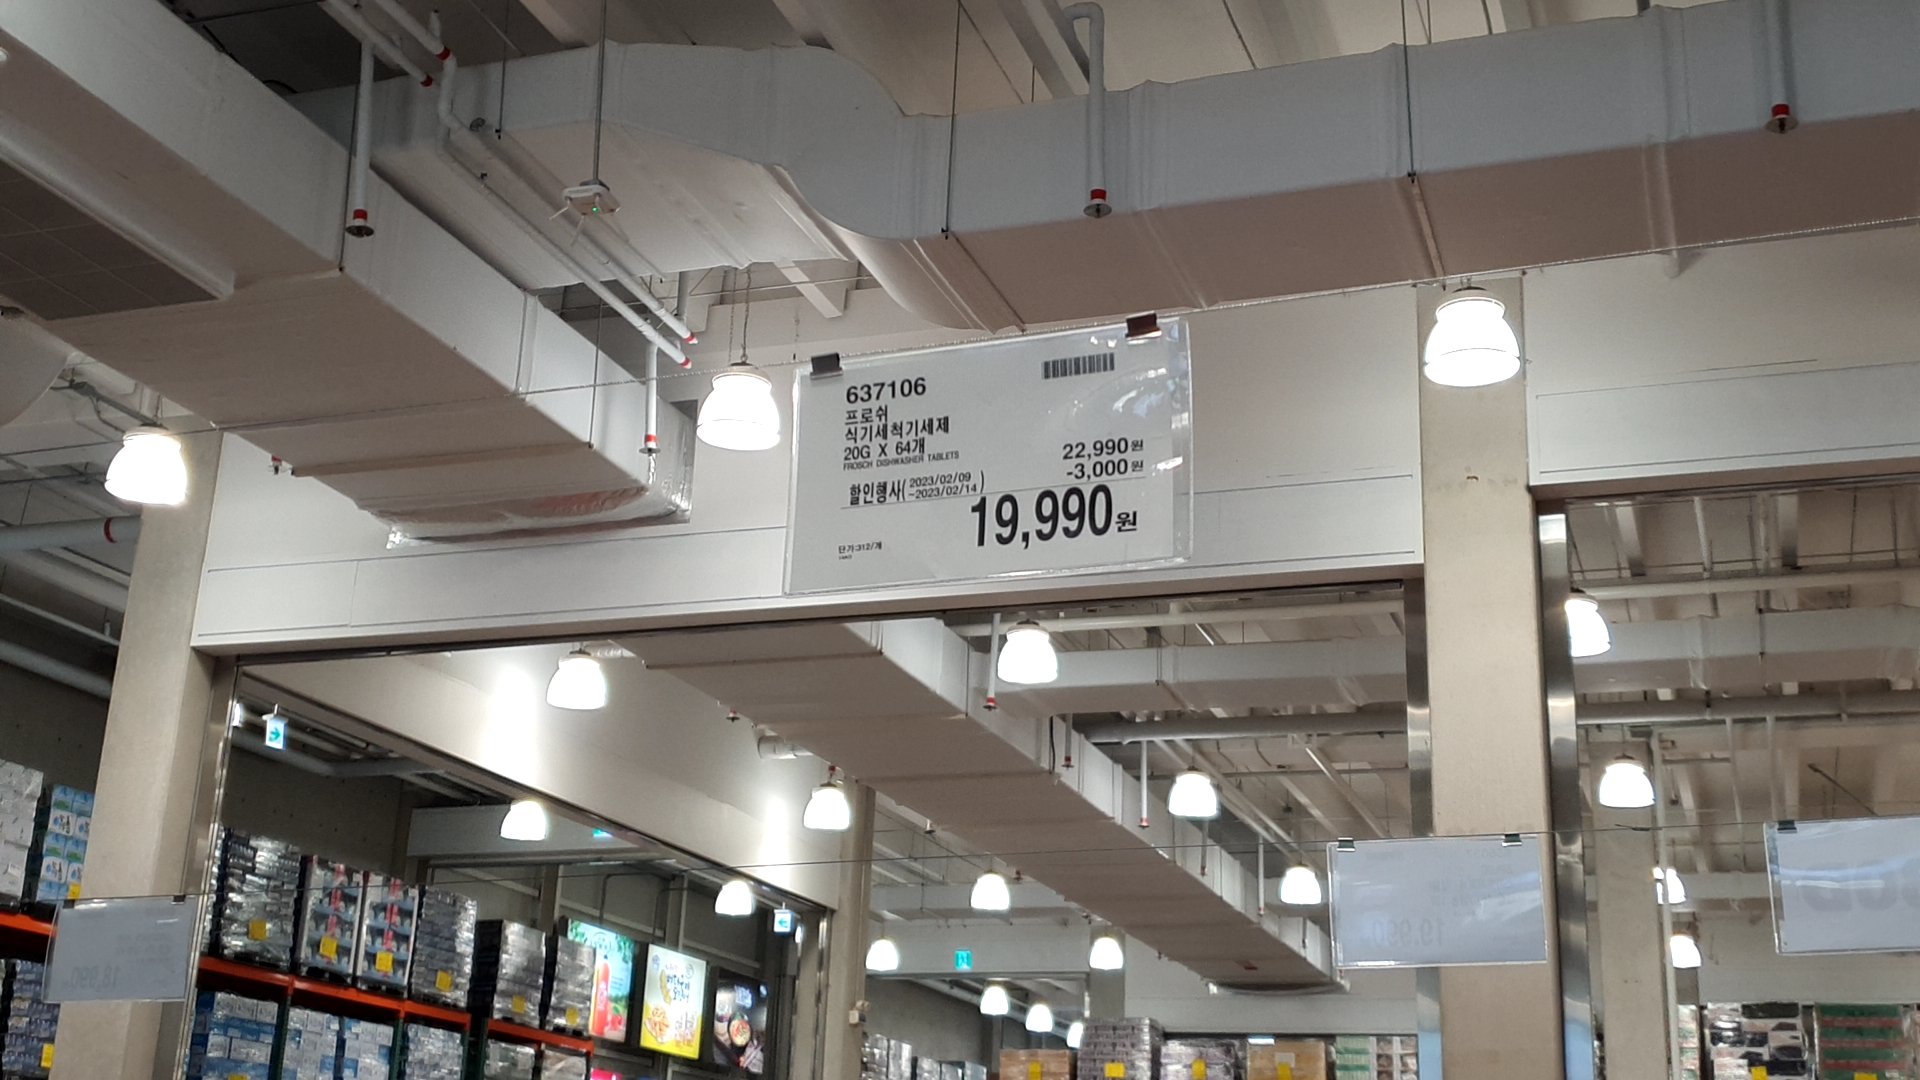 637106
프로쉬
식기세척기세제
20G X 64개
FROSCH DISHWASHER TABLETS
22,990원
-3,000원
할인행사( 2023/02/09
~2023/02/14 )
19,990원
단가:312/개